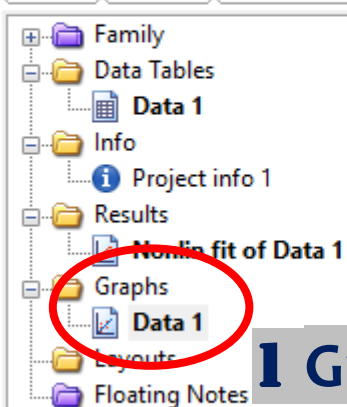 Family
Data Tables
Data 1
Info
Project info 1
Results
Nonlin fit of Data 1
Graphs
Data 1
Layouts
1 G
Floating Notes